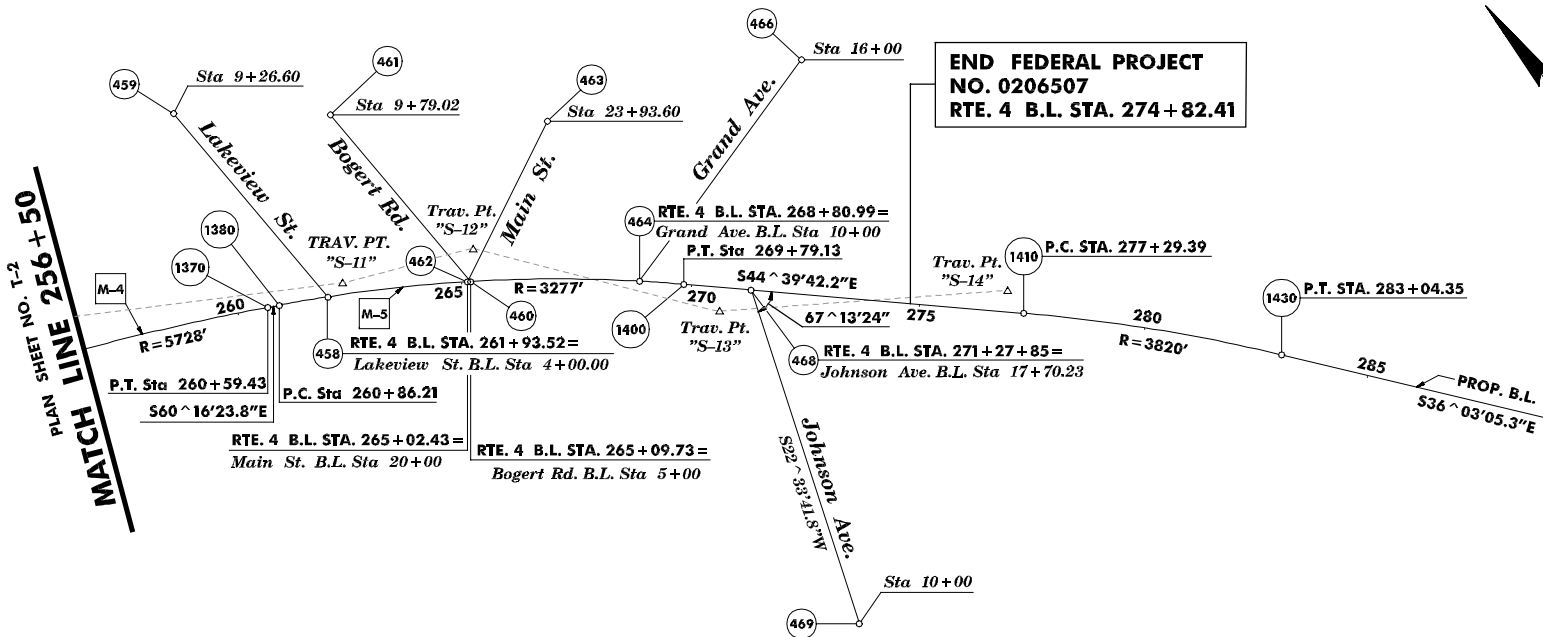 466
Sta 16+00
END FEDERAL PROJECT
NO. 0206507
RTE. 4 B.L. STA. 274+82.41
461
459
Sta 9+26.60
463
Sta 9+79.02
Sta 23+93.60
Lakeview St.
Bogert Rd.
Main St.
Grand Ave.
PLAN SHEET NO. T-2
MATCH LINE 256+50
1380
1370
TRAV. PT.
"S-11"
Trav. Pt.
"S-12"
464
RTE. 4 B.L. STA. 268+80.99=
Grand Ave. B.L. Sta 10+00
P.T. Sta 269+79.13
462
1410
P.C. STA. 277+29.39
Trav. Pt.
"S-14"
S44^39'42.2"E
1430
P.T. STA. 283+04.35
M-4
260
M-5
265
R=3277'
270
275
280
285
R=5728'
R=3820'
460
1400
Trav. Pt.
"S-13"
67^13'24"
458
RTE. 4 B.L. STA. 261+93.52=
Lakeview St. B.L. Sta 4+00.00
468
RTE. 4 B.L. STA. 271+27+85=
Johnson Ave. B.L. Sta 17+70.23
PROP. B.L.
S36^03'05.3"E
P.T. Sta 260+59.43
P.C. Sta 260+86.21
S60^16'23.8"E
RTE. 4 B.L. STA. 265+02.43=
Main St. B.L. Sta 20+00
RTE. 4 B.L. STA. 265+09.73=
Bogert Rd. B.L. Sta 5+00
Johnson Ave.
S22^33'41.8"W
Sta 10+00
469